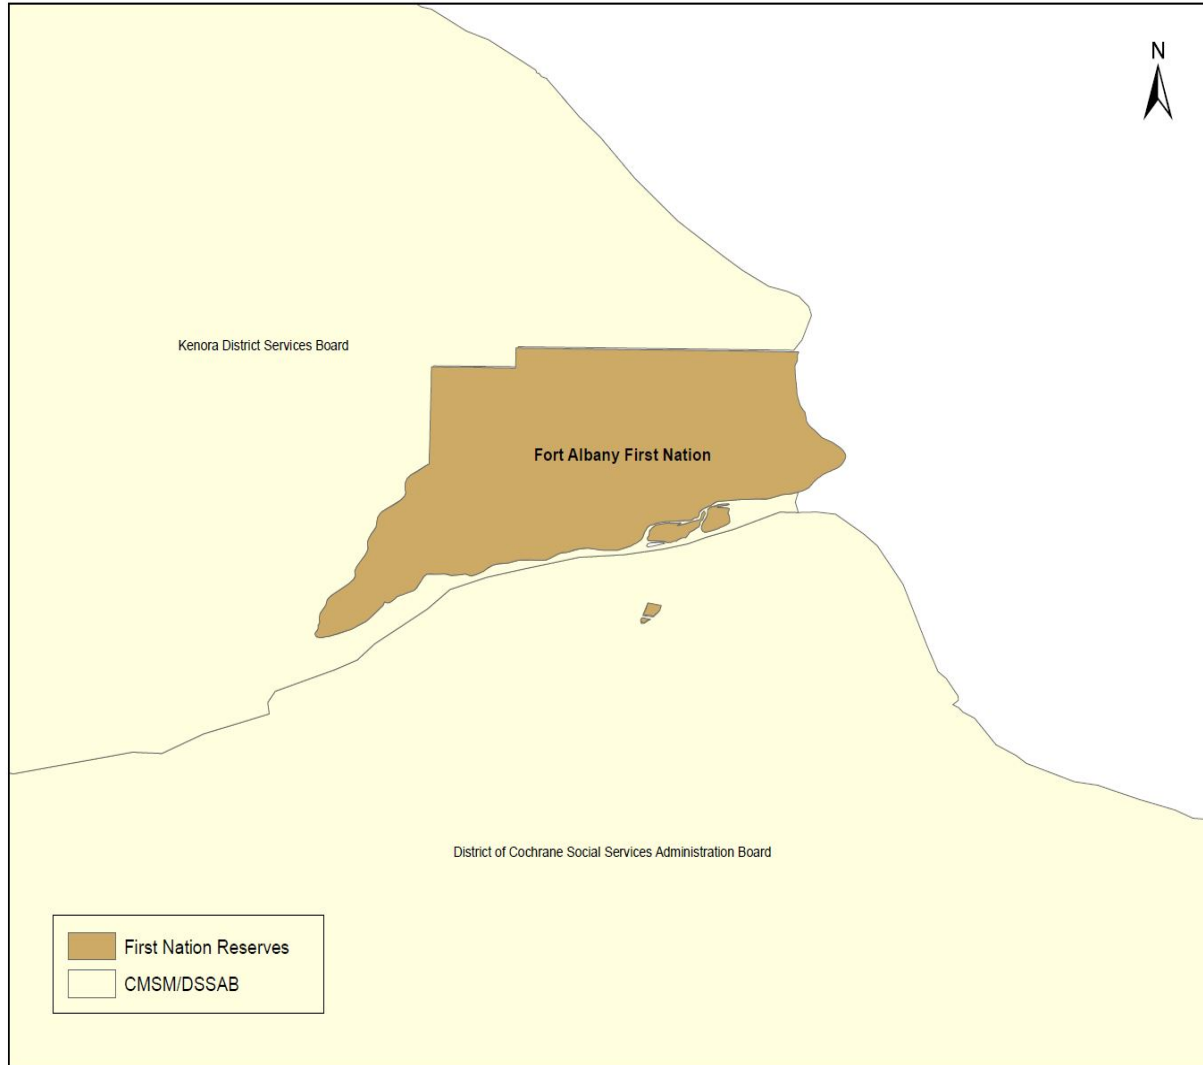 N
Kenora District Services Board
Fort Albany First Nation
District of Cochrane Social Services Administration Board
First Nation Reserves
CMSM/DSSAB